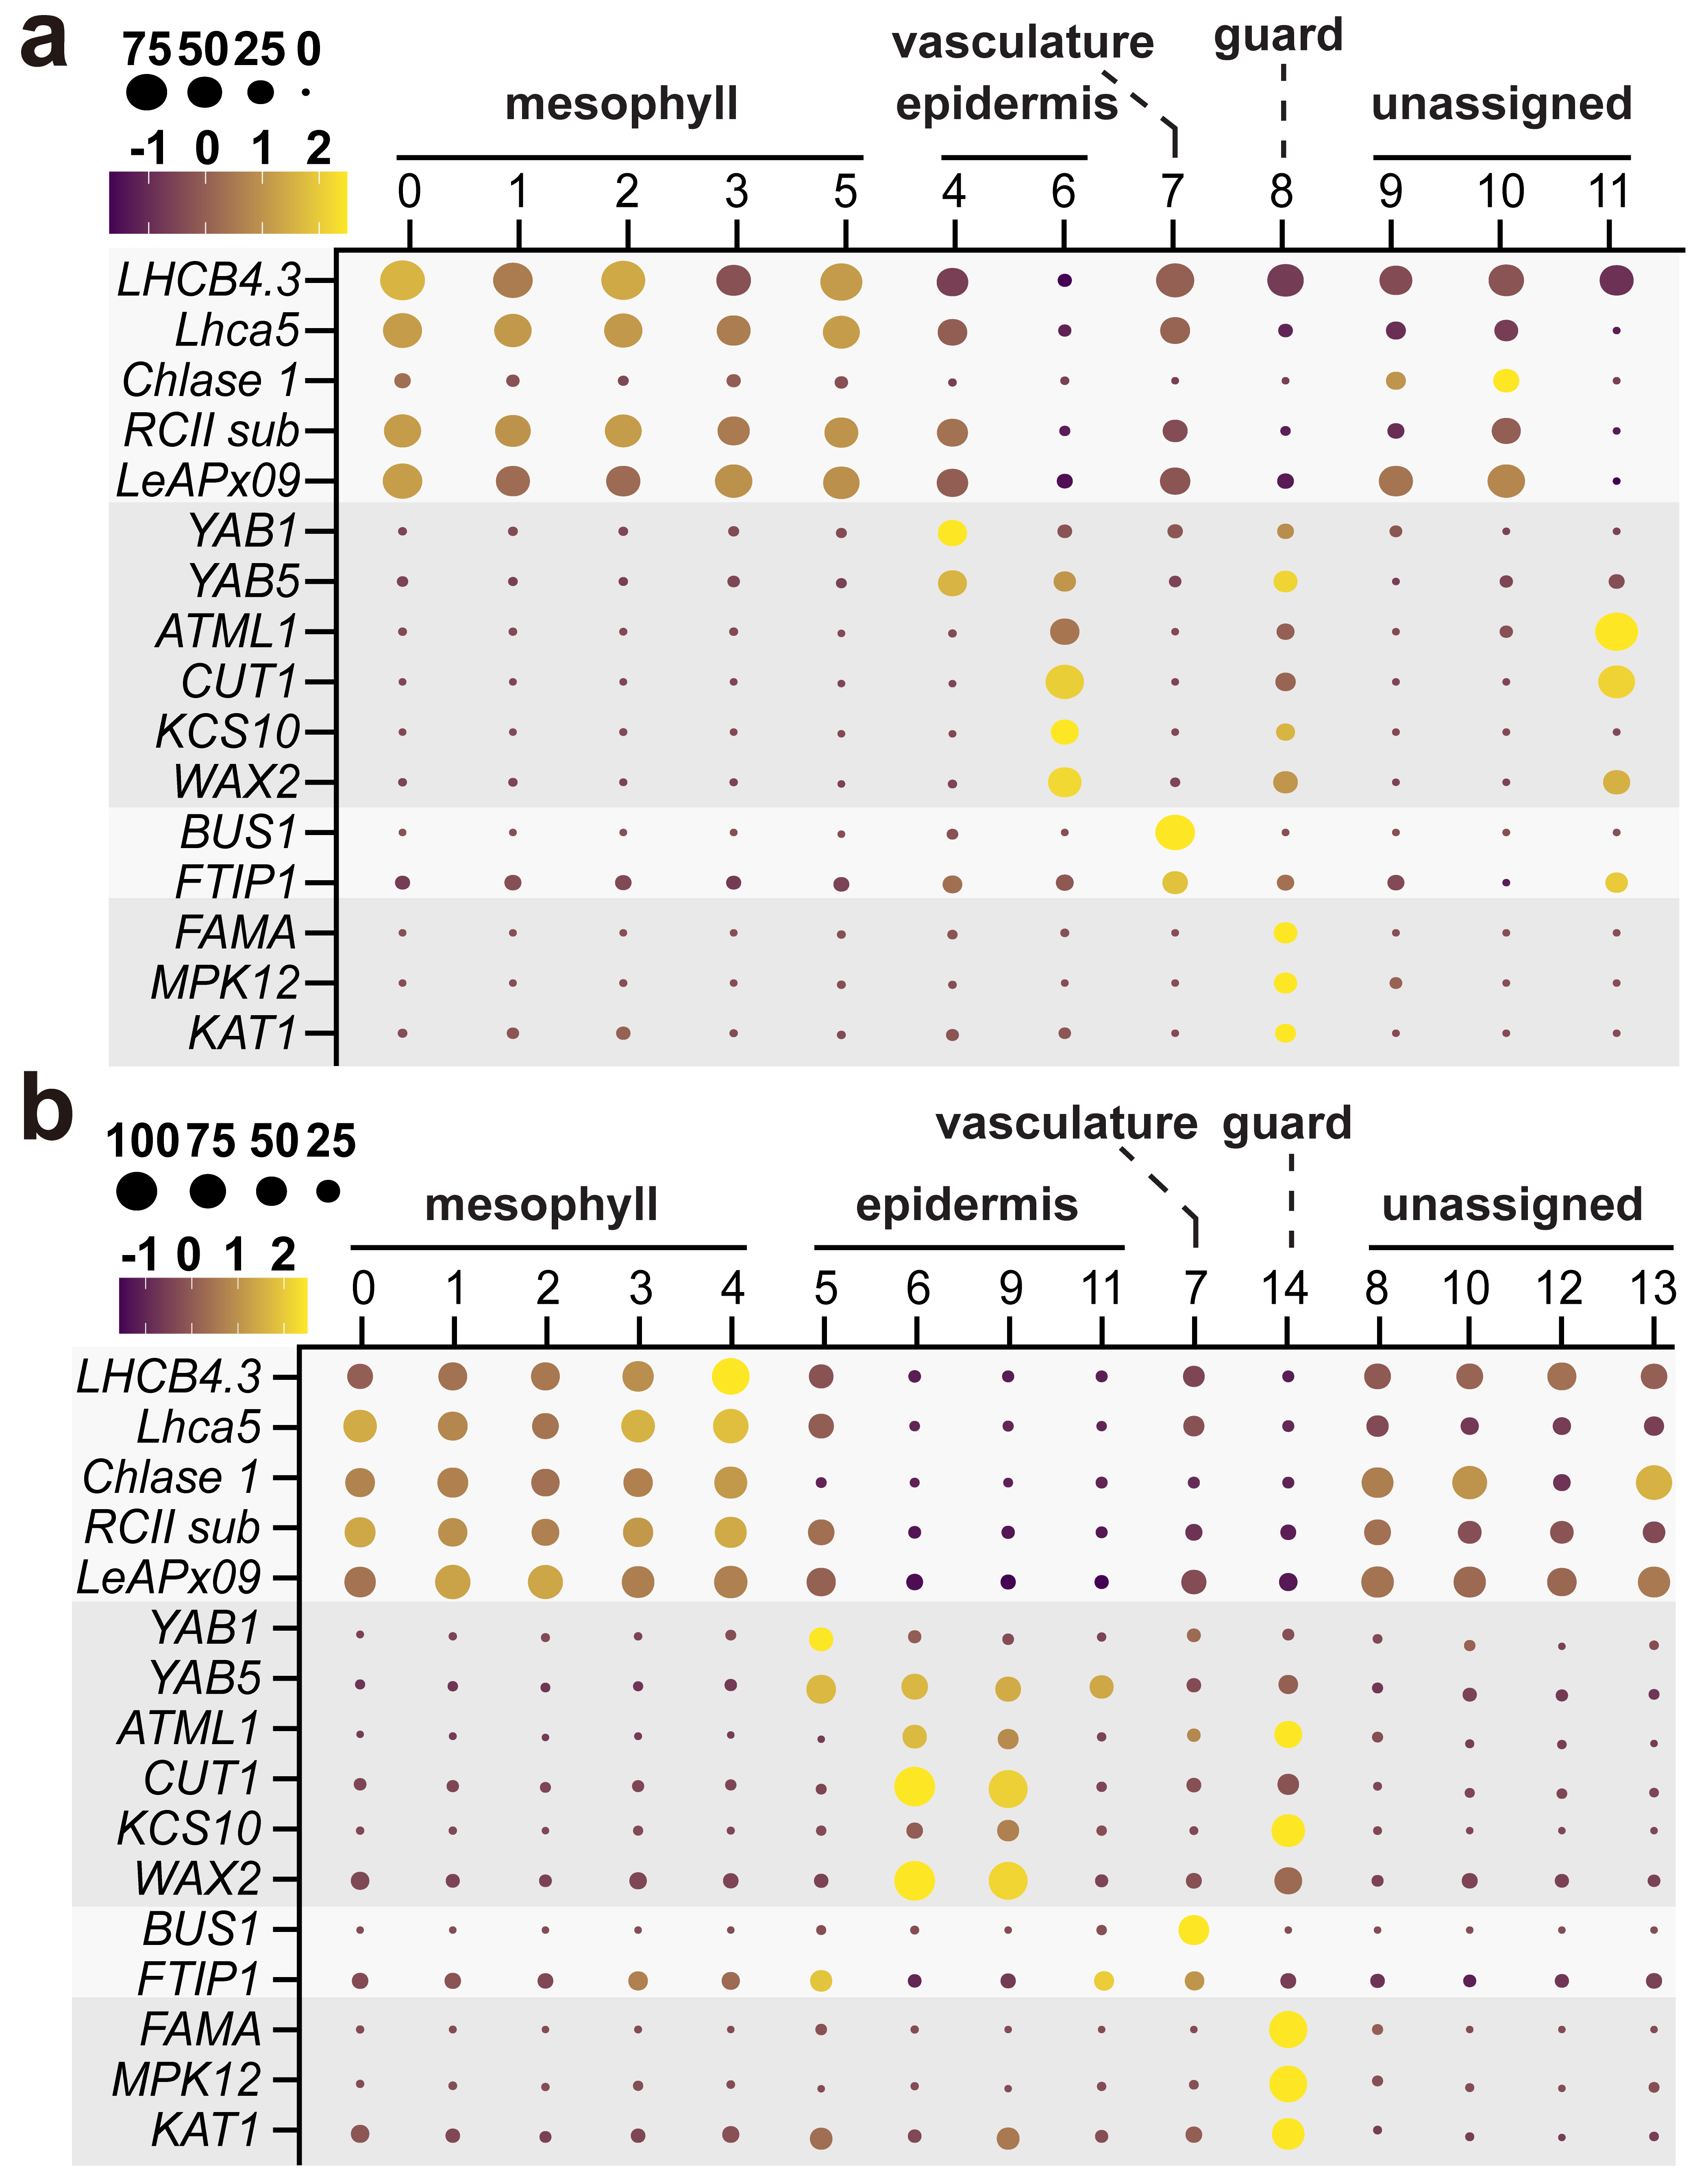 a
75 50 25 0
-1 0 1 2
vasculature guard
mesophyll epidermis unassigned
0 1 2 3 5 4 6 7 8 9 10 11
LHCB4.3
Lhca5
Chlase 1
RCII sub
LeAPx09
YAB1
YAB5
ATML1
CUT1
KCS10
WAX2
BUS1
FTIP1
FAMA
MPK12
KAT1
b
100 75 50 25
-1 0 1 2
vasculature guard
mesophyll epidermis unassigned
0 1 2 3 4 5 6 9 11 7 14 8 10 12 13
LHCB4.3
Lhca5
Chlase 1
RCII sub
LeAPx09
YAB1
YAB5
ATML1
CUT1
KCS10
WAX2
BUS1
FTIP1
FAMA
MPK12
KAT1